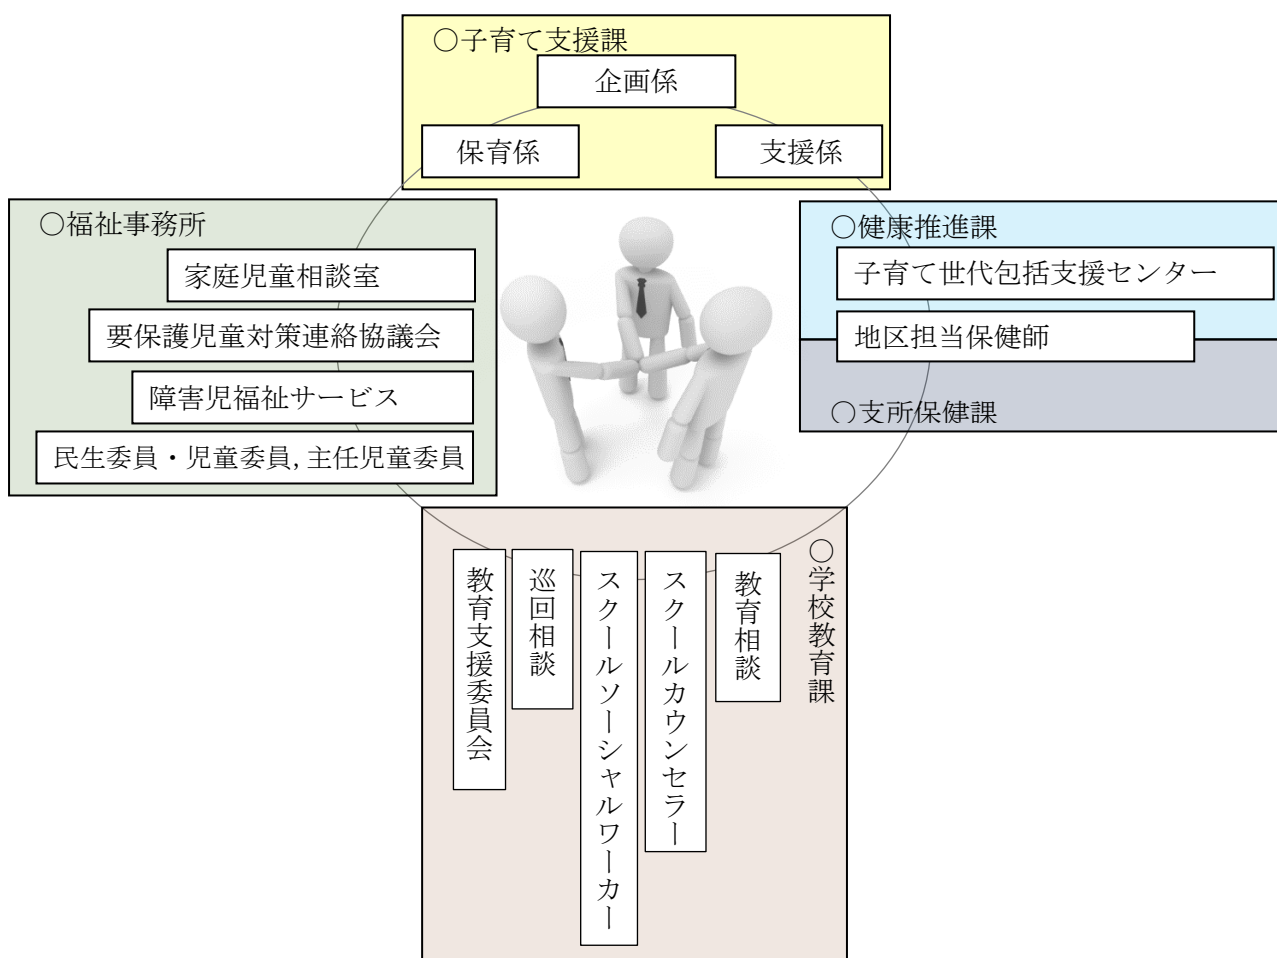 ○子育て支援課
企画係
保育係
支援係
○福祉事務所
家庭児童相談室
要保護児童対策連絡協議会
障害児福祉サービス
民生委員・児童委員,主任児童委員
○健康推進課
子育て世代包括支援センター
地区担当保健師
○支所保健課
○学校教育課
教育相談
スクールカウンセラー
スクールソーシャルワーカー
巡回相談
教育支援委員会